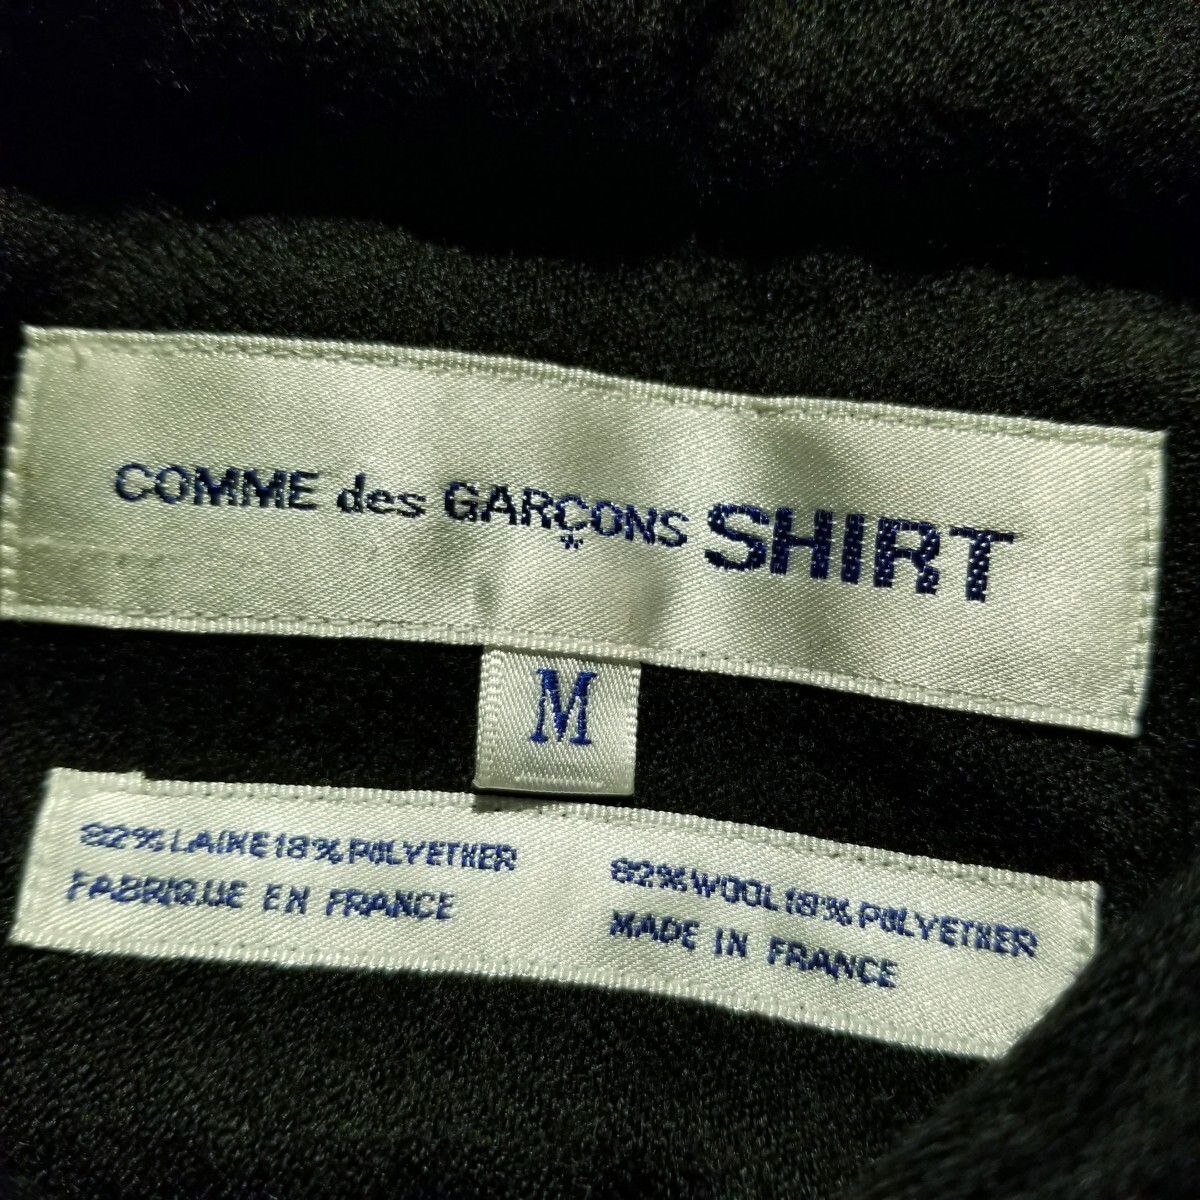 COMME des GARÇONS SHIRT
*
M
82% LAINE 18% POLYETHER
FABRIQUE EN FRANCE
82% WOOL 18% POLYETHER
MADE IN FRANCE